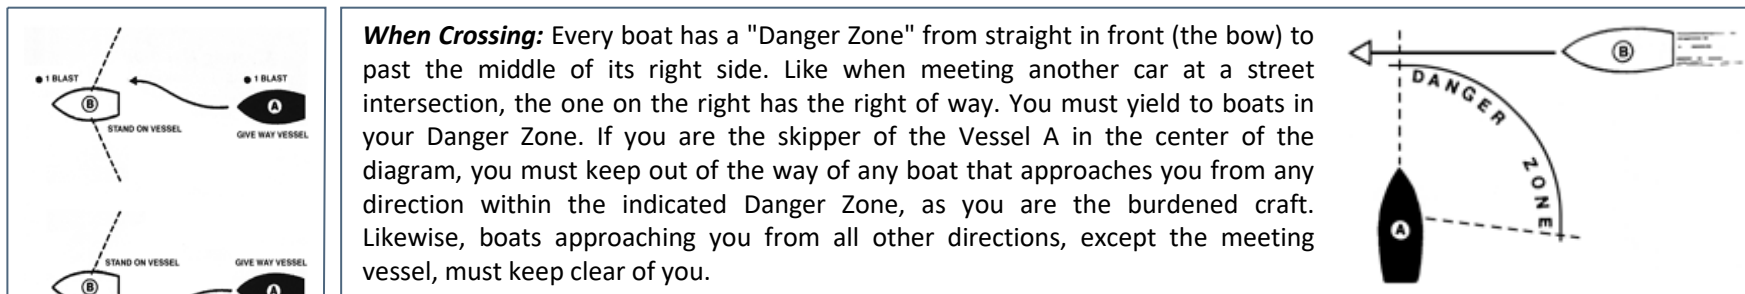 1 BLAST
1 BLAST
B
A
STAND ON VESSEL
GIVE WAY VESSEL
STAND ON VESSEL
GIVE WAY VESSEL
B
A
When Crossing: Every boat has a "Danger Zone" from straight in front (the bow) to
past the middle of its right side. Like when meeting another car at a street
intersection, the one on the right has the right of way. You must yield to boats in
your Danger Zone. If you are the skipper of the Vessel A in the center of the
diagram, you must keep out of the way of any boat that approaches you from any
direction within the indicated Danger Zone, as you are the burdened craft.
Likewise, boats approaching you from all other directions, except the meeting
vessel, must keep clear of you.
B
DANGER ZONE
A